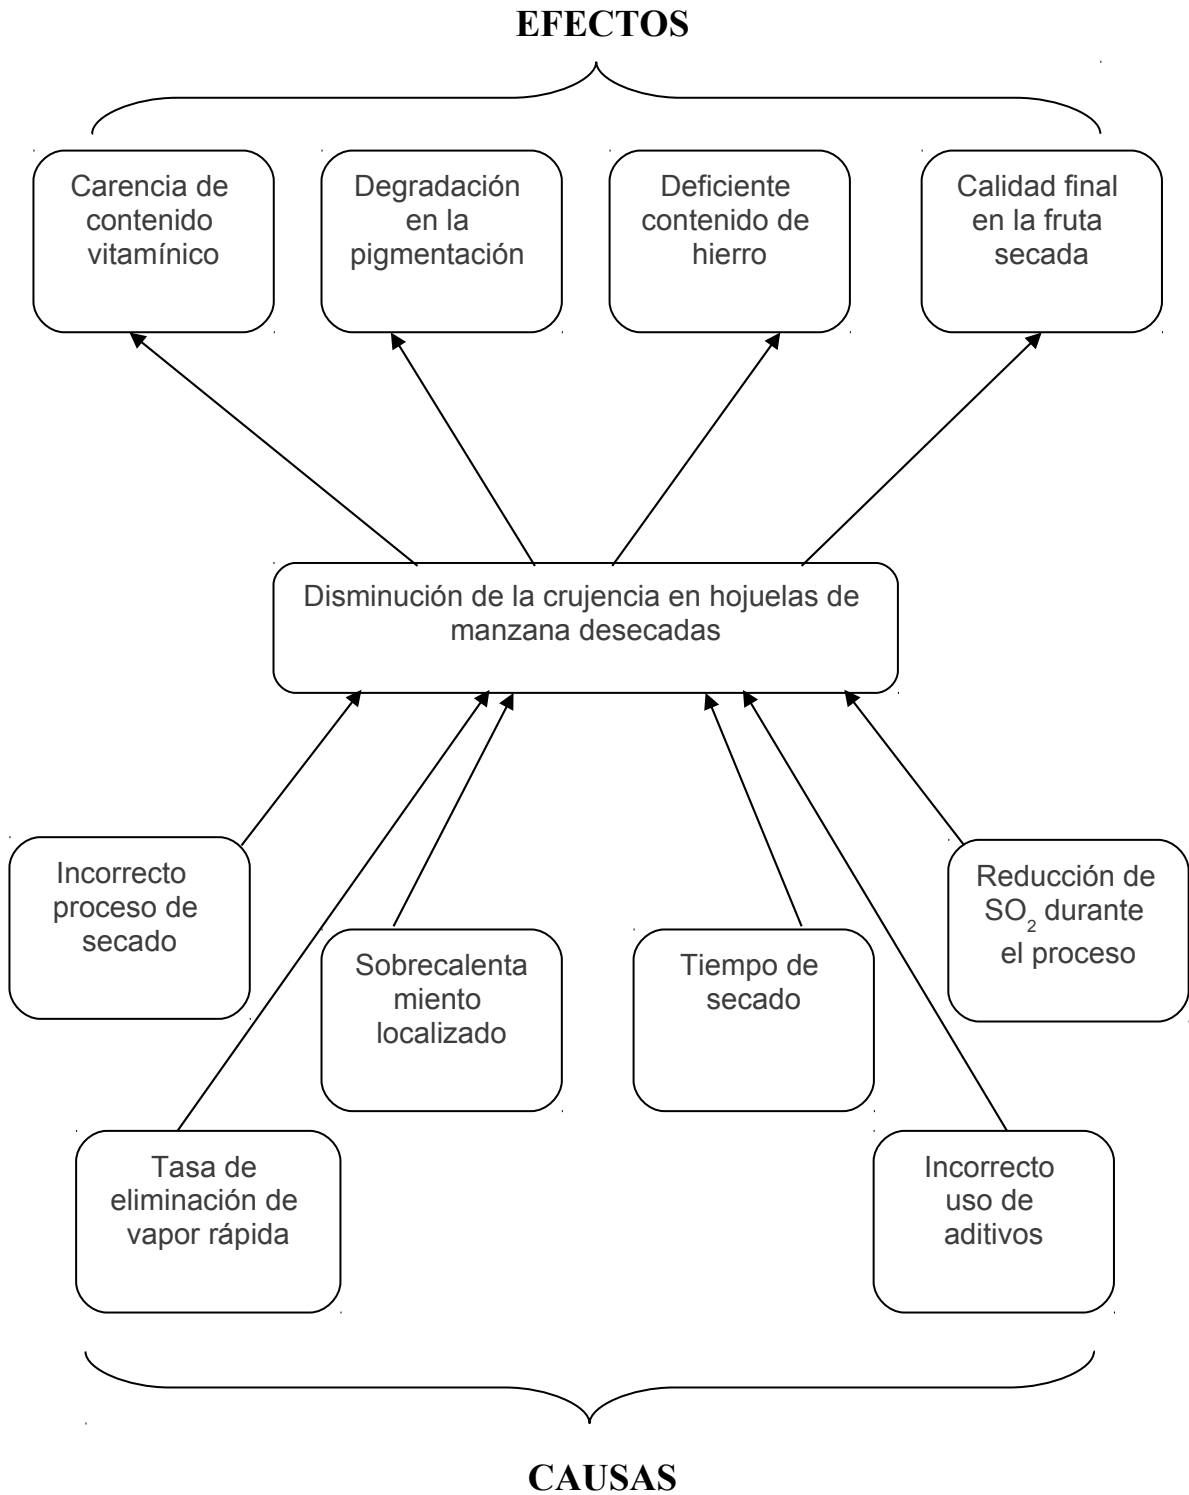 EFECTOS
Carencia de
contenido
vitamínico
Degradación
en la
pigmentación
Deficiente
contenido de
hierro
Calidad final
en la fruta
secada
Disminución de la crujencia en hojuelas de
manzana desecadas
Incorrecto
proceso de
secado
Sobrecalenta
miento
localizado
Tiempo de
secado
Reducción de
SO₂ durante
el proceso
Tasa de
eliminación de
vapor rápida
Incorrecto
uso de
aditivos
CAUSAS